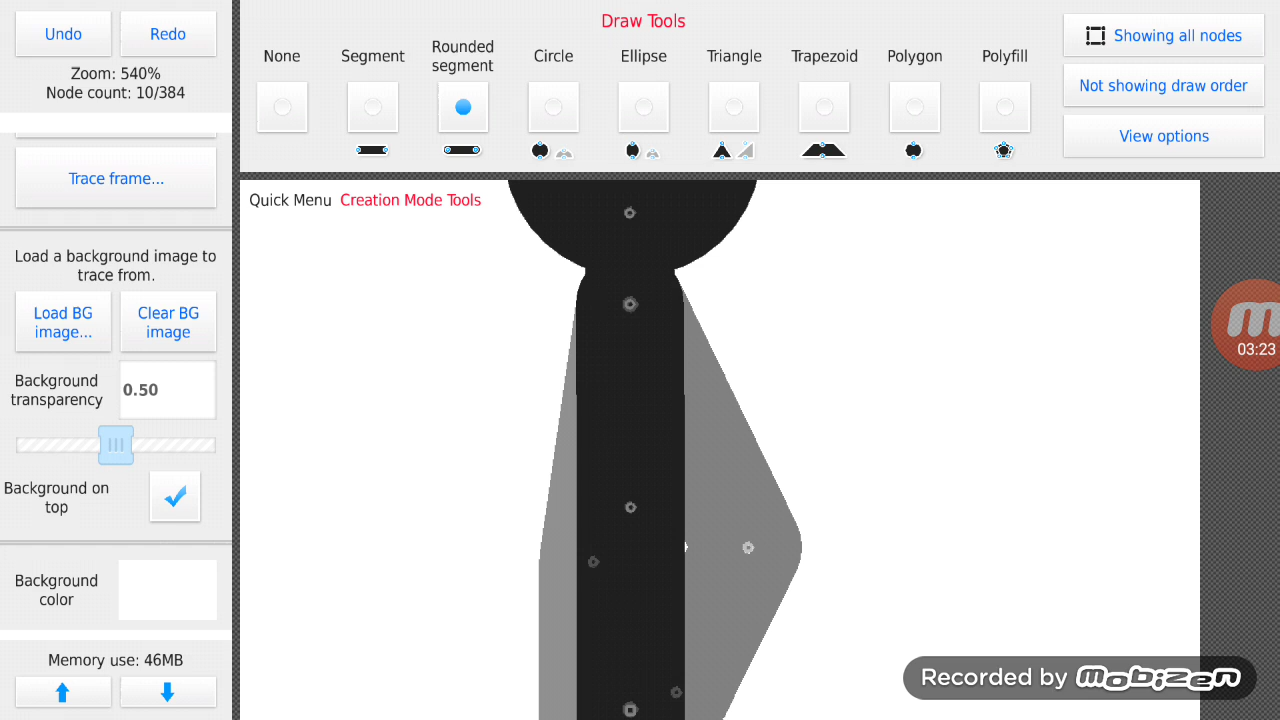 Undo
Redo
Zoom: 540%
Node count: 10/384
Trace frame...
Load a background image to
trace from.
Load BG
image...
Clear BG
image
Background
transparency
0.50
Background on
top
Background
color
Memory use: 46MB
Draw Tools
None
Segment
Rounded
segment
Circle
Ellipse
Triangle
Trapezoid
Polygon
Polyfill
Showing all nodes
Not showing draw order
View options
Quick Menu
Creation Mode Tools
03:23
Recorded by mobizen